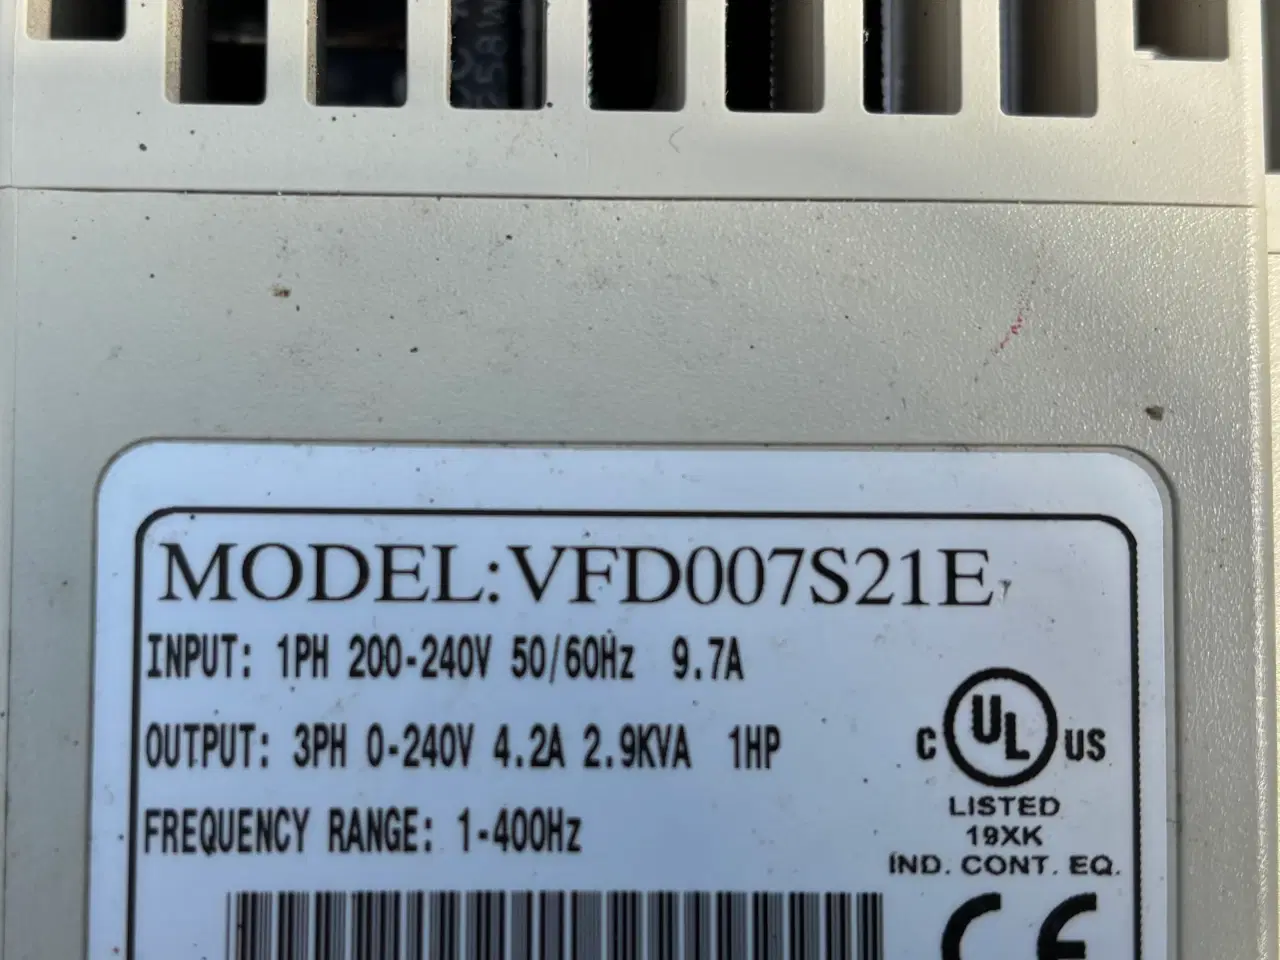 MODEL:VFD007S21E
INPUT: 1PH 200-240V 50/60Hz 9.7A
OUTPUT: 3PH 0-240V 4.2A 2.9KVA 1HP
FREQUENCY RANGE: 1-400Hz
C UL US
LISTED
19XK
IND. CONT. EQ.
CE